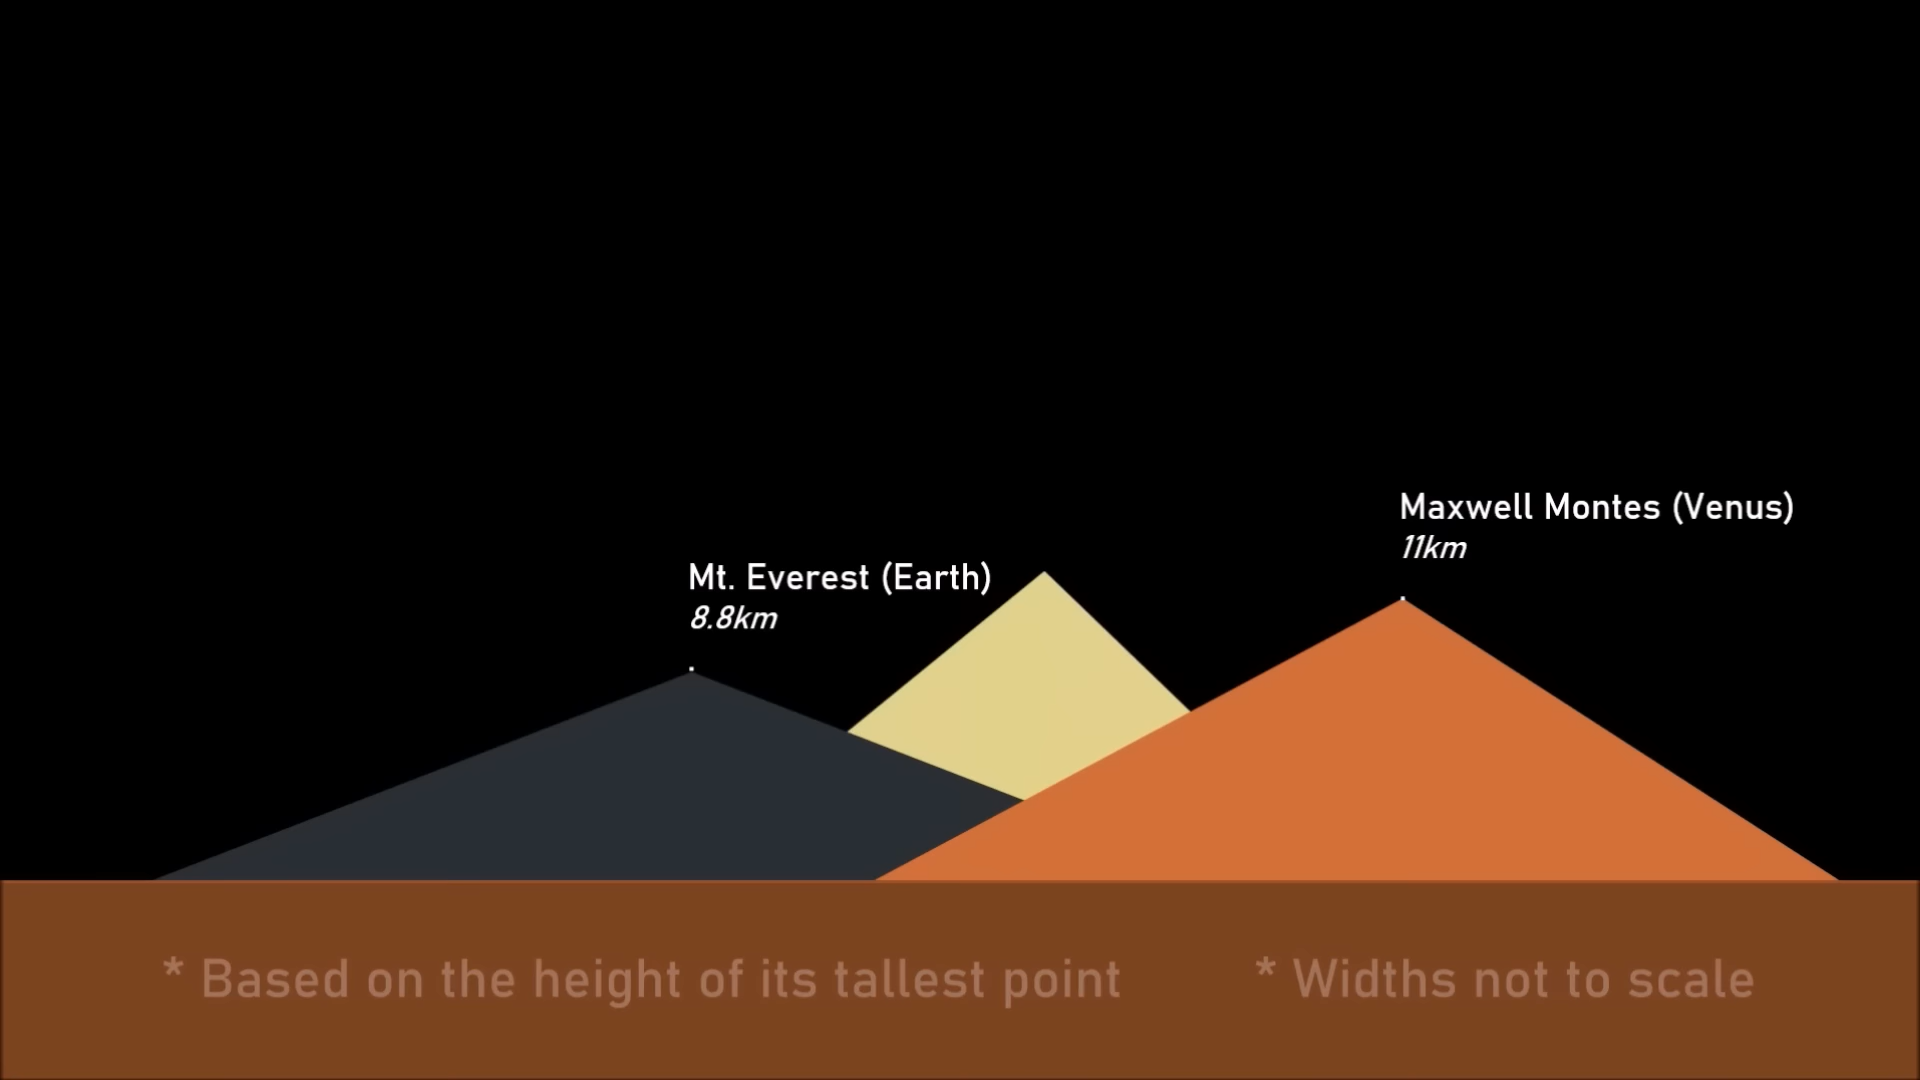 Maxwell Montes (Venus)
11km
Mt. Everest (Earth)
8.8km
* Based on the height of its tallest point
* Widths not to scale